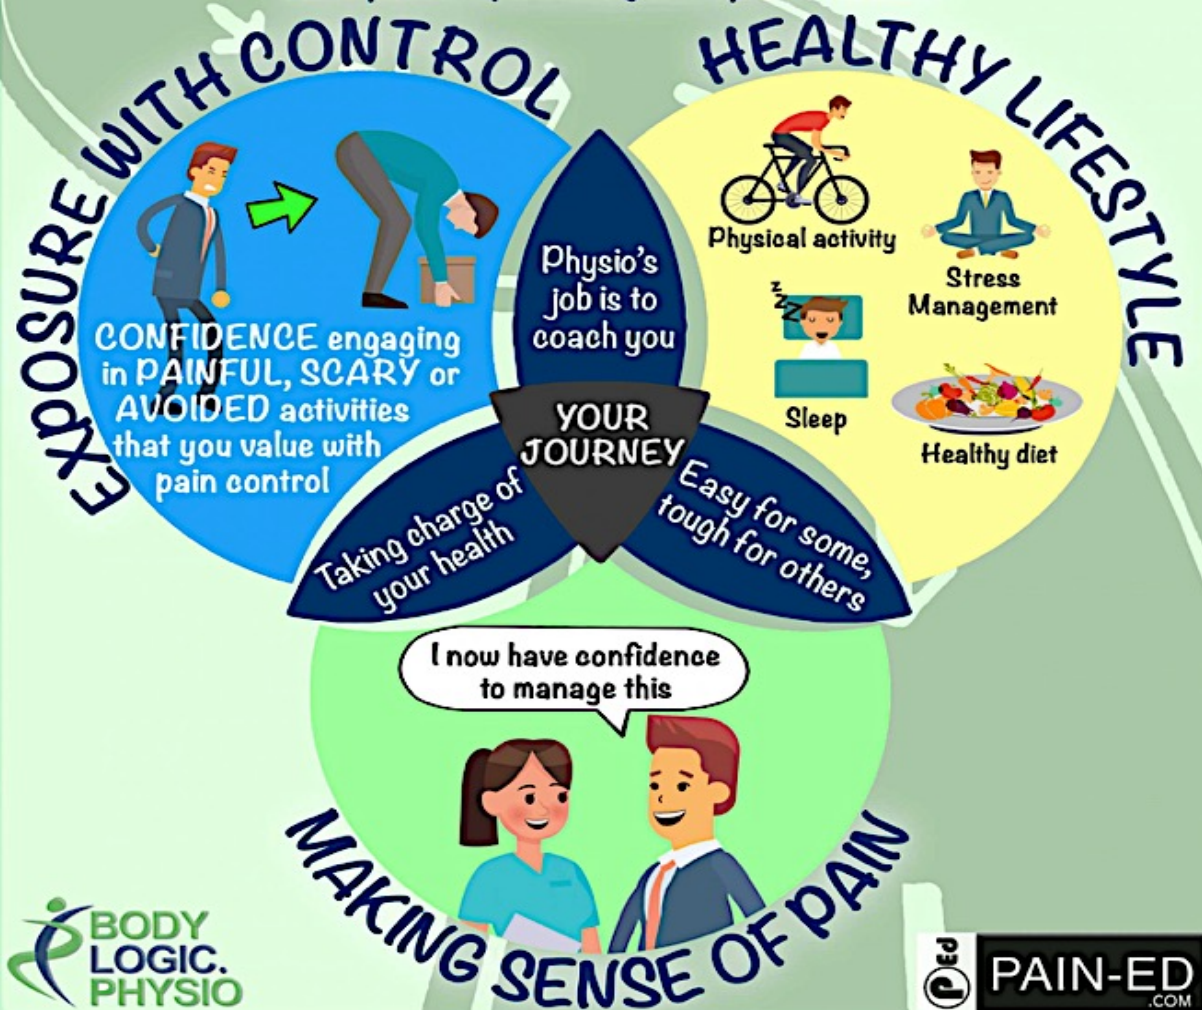 EXPOSURE WITH CONTROL
HEALTHY LIFESTYLE
CONFIDENCE engaging
in PAINFUL, SCARY or
AVOIDED activities
that you value with
pain control
Physio's
job is to
coach you
Physical activity
Stress
Management
zzz
Sleep
Healthy diet
YOUR
JOURNEY
Taking charge of
your health
Easy for some,
tough for others
I now have confidence
to manage this
MAKING SENSE OF PAIN
BODY
LOGIC.
PHYSIO
PEd
PAIN-ED
.COM